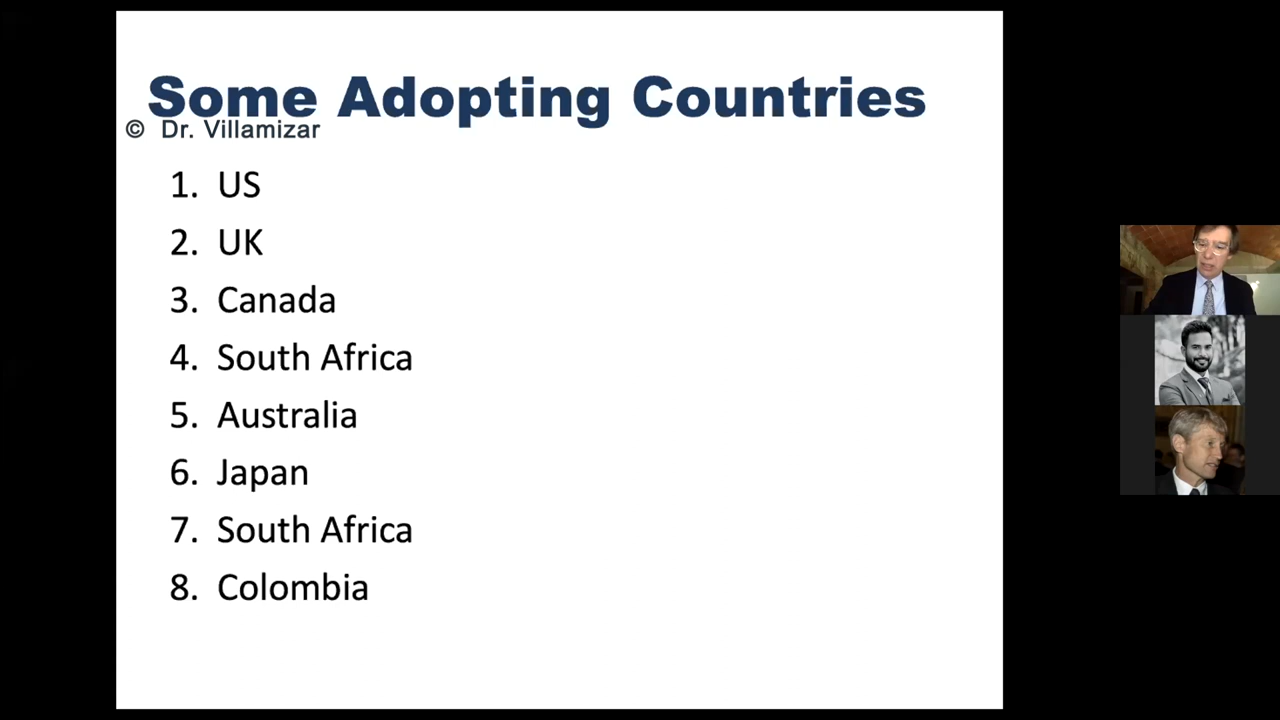 Some Adopting Countries
© Dr. Villamizar
1. US
2. UK
3. Canada
4. South Africa
5. Australia
6. Japan
7. South Africa
8. Colombia